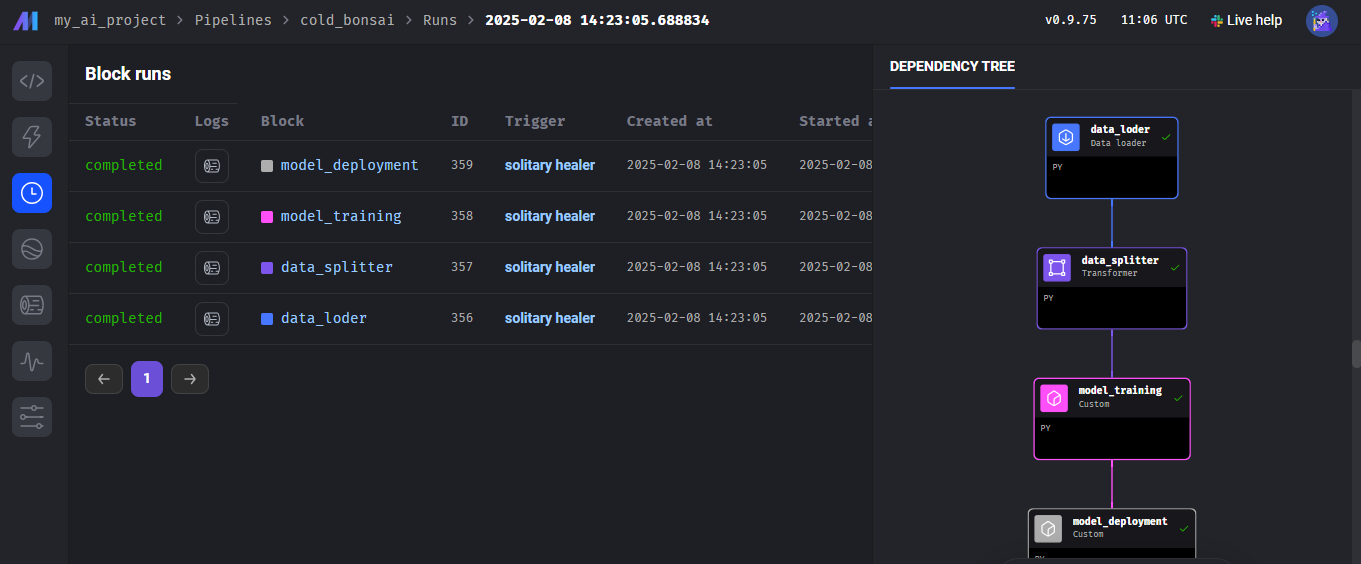 my_ai_project > Pipelines > cold_bonsai > Runs > 2025-02-08 14:23:05.688834 v0.9.75 11:06 UTC Live help
Block runs
Status Logs Block ID Trigger Created at Started a
completed model_deployment 359 solitary healer 2025-02-08 14:23:05 2025-02-08
completed model_training 358 solitary healer 2025-02-08 14:23:05 2025-02-08
completed data_splitter 357 solitary healer 2025-02-08 14:23:05 2025-02-08
completed data_loder 356 solitary healer 2025-02-08 14:23:05 2025-02-08
← 1 →
DEPENDENCY TREE
data_loder
Data loader
PY
data_splitter
Transformer
PY
model_training
Custom
PY
model_deployment
Custom
PY